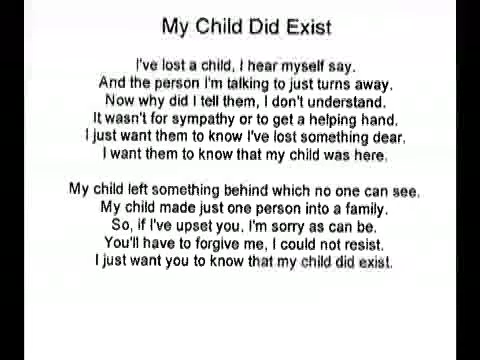 My Child Did Exist
I've lost a child, I hear myself say.
And the person I'm talking to just turns away.
Now why did I tell them, I don't understand.
It wasn't for sympathy or to get a helping hand.
I just want them to know I've lost something dear.
I want them to know that my child was here.
My child left something behind which no one can see.
My child made just one person into a family.
So, if I've upset you, I'm sorry as can be.
You'll have to forgive me, I could not resist.
I just want you to know that my child did exist.